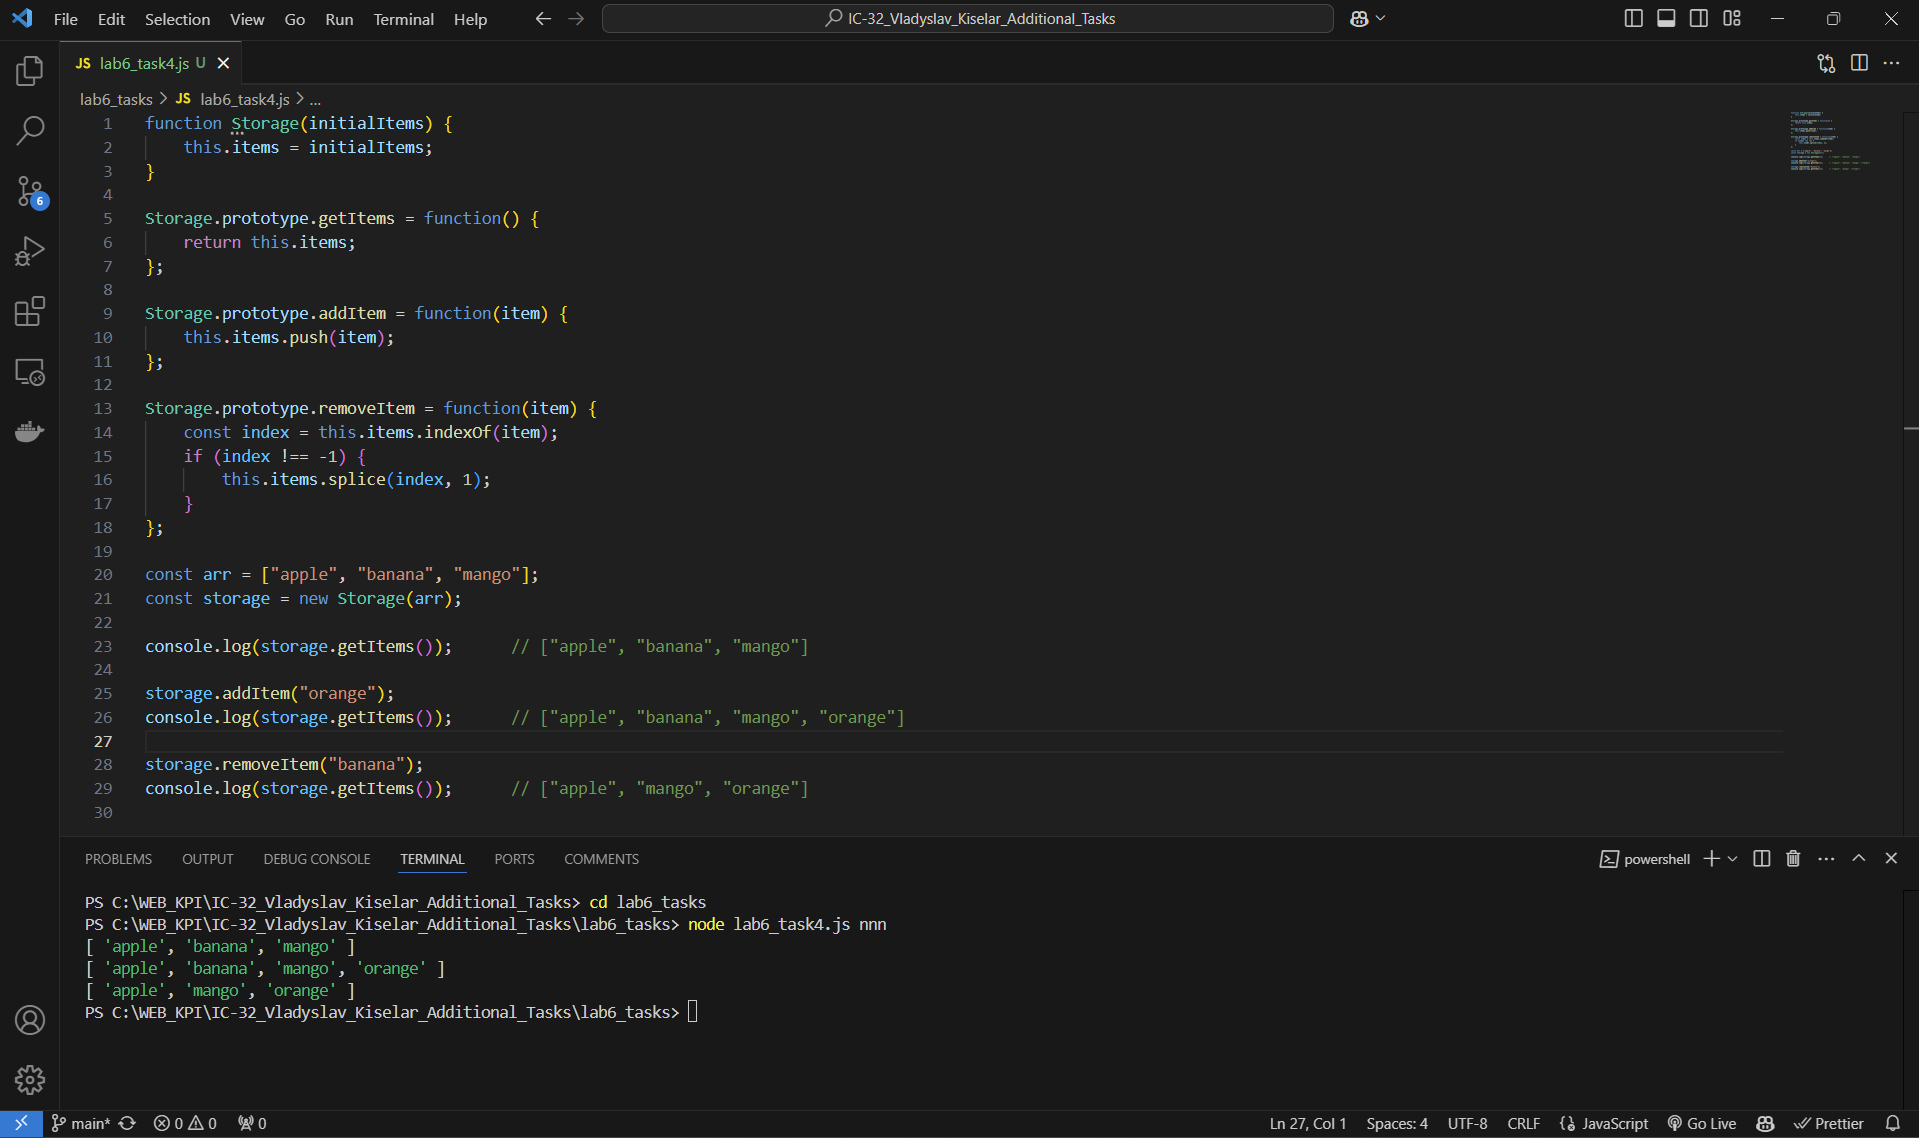 File Edit Selection View Go Run Terminal Help IC-32_Vladyslav_Kiselar_Additional_Tasks
JS lab6_task4.js U
lab6_tasks > JS lab6_task4.js > ...
1 function Storage(initialItems) {
2 this.items = initialItems;
3 }
4
5 Storage.prototype.getItems = function() {
6 return this.items;
7 };
8
9 Storage.prototype.addItem = function(item) {
10 this.items.push(item);
11 };
12
13 Storage.prototype.removeItem = function(item) {
14 const index = this.items.indexOf(item);
15 if (index !== -1) {
16 this.items.splice(index, 1);
17 }
18 };
19
20 const arr = ["apple", "banana", "mango"];
21 const storage = new Storage(arr);
22
23 console.log(storage.getItems()); // ["apple", "banana", "mango"]
24
25 storage.addItem("orange");
26 console.log(storage.getItems()); // ["apple", "banana", "mango", "orange"]
27
28 storage.removeItem("banana");
29 console.log(storage.getItems()); // ["apple", "mango", "orange"]
30
6
PROBLEMS OUTPUT DEBUG CONSOLE TERMINAL PORTS COMMENTS powershell
PS C:\WEB_KPI\IC-32_Vladyslav_Kiselar_Additional_Tasks> cd lab6_tasks
PS C:\WEB_KPI\IC-32_Vladyslav_Kiselar_Additional_Tasks\lab6_tasks> node lab6_task4.js nnn
[ 'apple', 'banana', 'mango' ]
[ 'apple', 'banana', 'mango', 'orange' ]
[ 'apple', 'mango', 'orange' ]
PS C:\WEB_KPI\IC-32_Vladyslav_Kiselar_Additional_Tasks\lab6_tasks>
main* 0 0 0 Ln 27, Col 1 Spaces: 4 UTF-8 CRLF JavaScript Go Live Prettier